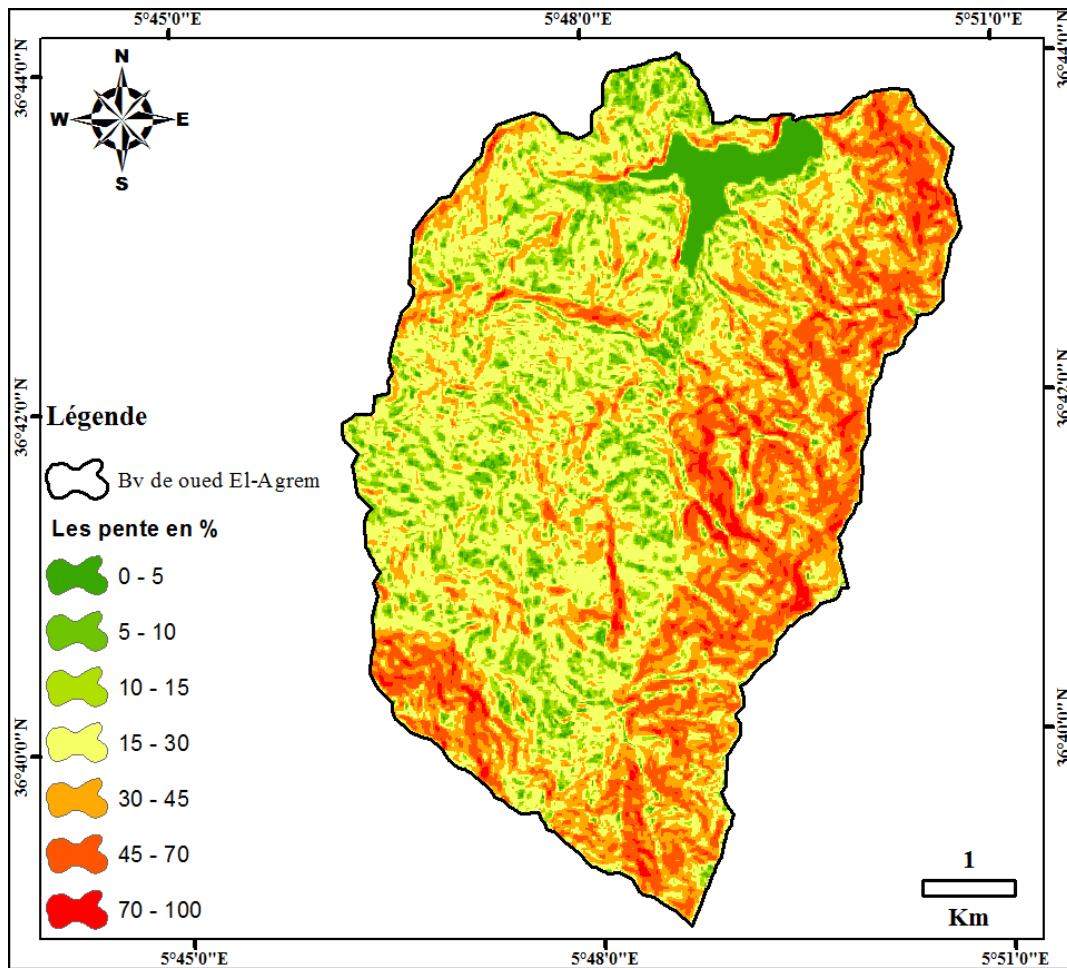 5°45'0"E
5°48'0"E
5°51'0"E
36°44'0"N
36°44'0"N
N
W
E
S
36°42'0"N
36°42'0"N
Légende
Bv de oued El-Agrem
Les pente en %
0 - 5
5 - 10
10 - 15
15 - 30
30 - 45
45 - 70
70 - 100
36°40'0"N
36°40'0"N
1
Km
5°45'0"E
5°48'0"E
5°51'0"E